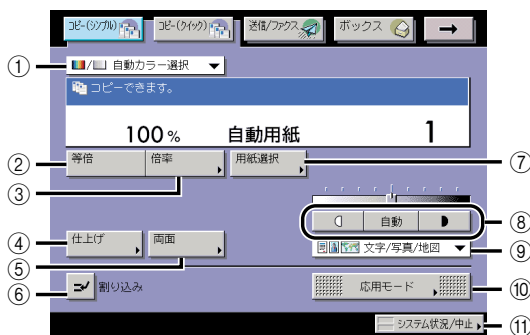 コピー(シンプル) コピー(クイック) 送信/ファクス ボックス →
① / 自動カラー選択 ▼
コピーできます。
100% 自動用紙 1
② 等倍 倍率 用紙選択 ⑦
③
自動 ⑧
④ 仕上げ 両面 文字/写真/地図 ▼ ⑨
⑤
⑥ 割り込み 応用モード ⑩
システム状況/中止 ⑪